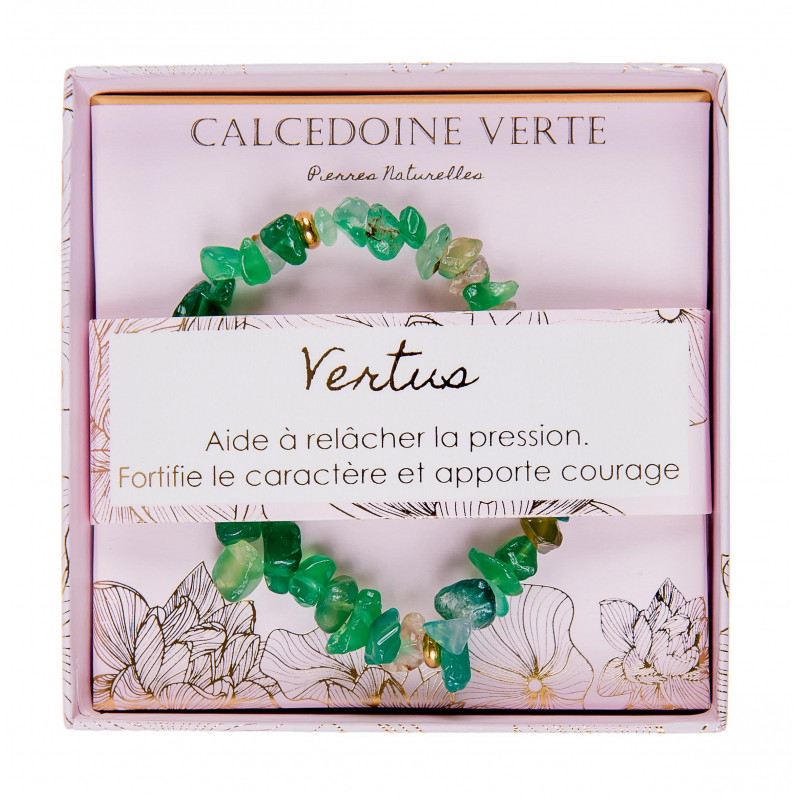 CALCEDOINE VERTE
Pierres Naturelles
Vertus
Aide à relâcher la pression.
Fortifie le caractère et apporte courage